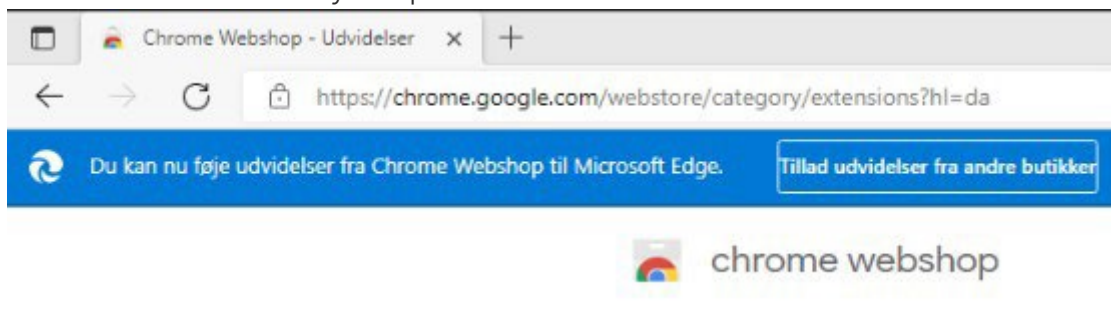 Chrome Webshop - Udvidelser
https://chrome.google.com/webstore/category/extensions?hl=da
Du kan nu føje udvidelser fra Chrome Webshop til Microsoft Edge. Tillad udvidelser fra andre butikker
chrome webshop